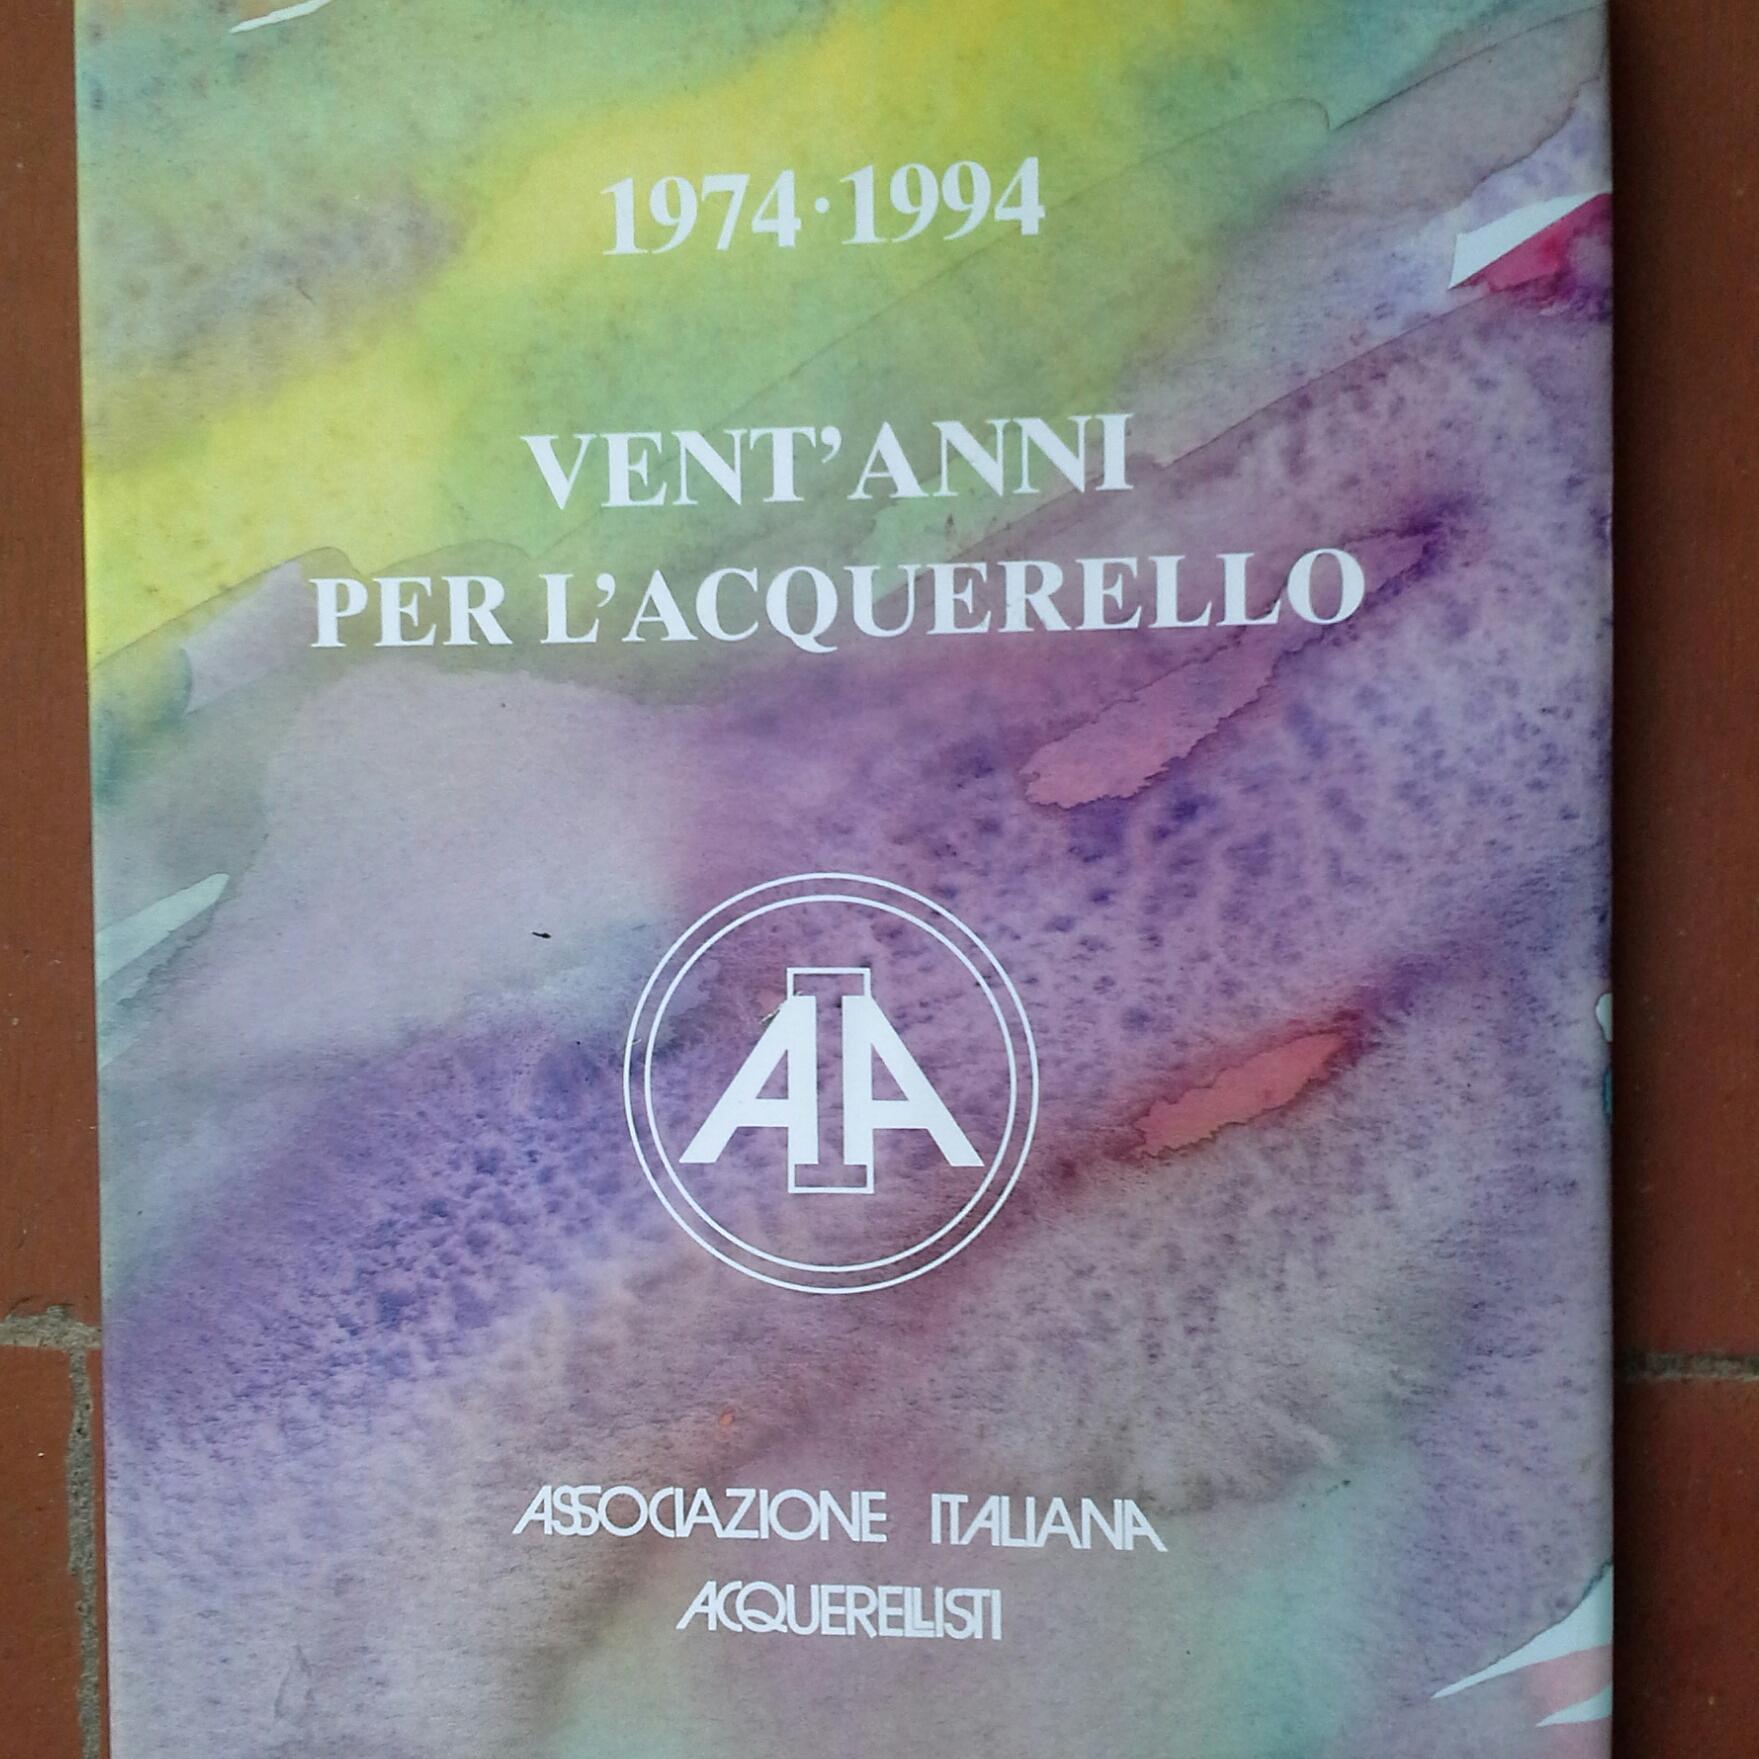 1974·1994
VENT'ANNI
PER L'ACQUERELLO
AIA
ASSOCIAZIONE ITALIANA
ACQUERELLISTI